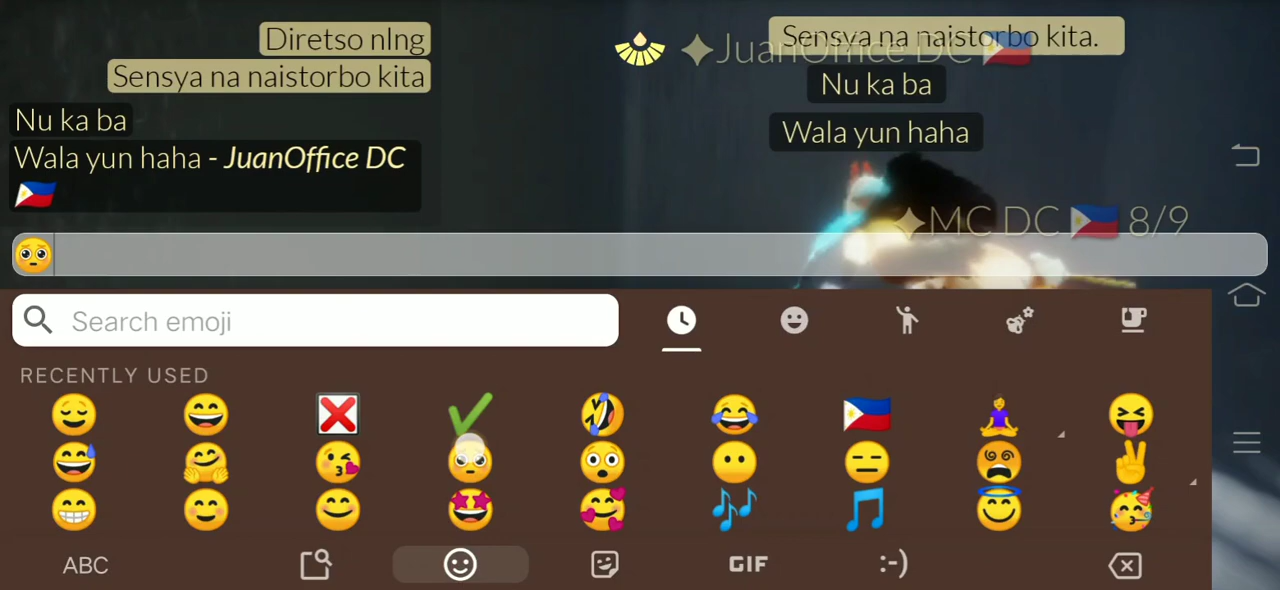 Diretso nlng
Sensya na naistorbo kita
Nu ka ba
Wala yun haha - JuanOffice DC
🇵🇭
✦JuanOffice DC 🇵🇭
Sensya na naistorbo kita.
Nu ka ba
Wala yun haha
✦MC DC 🇵🇭 8/9
🥺
Search emoji
RECENTLY USED
ABC
GIF
:-)